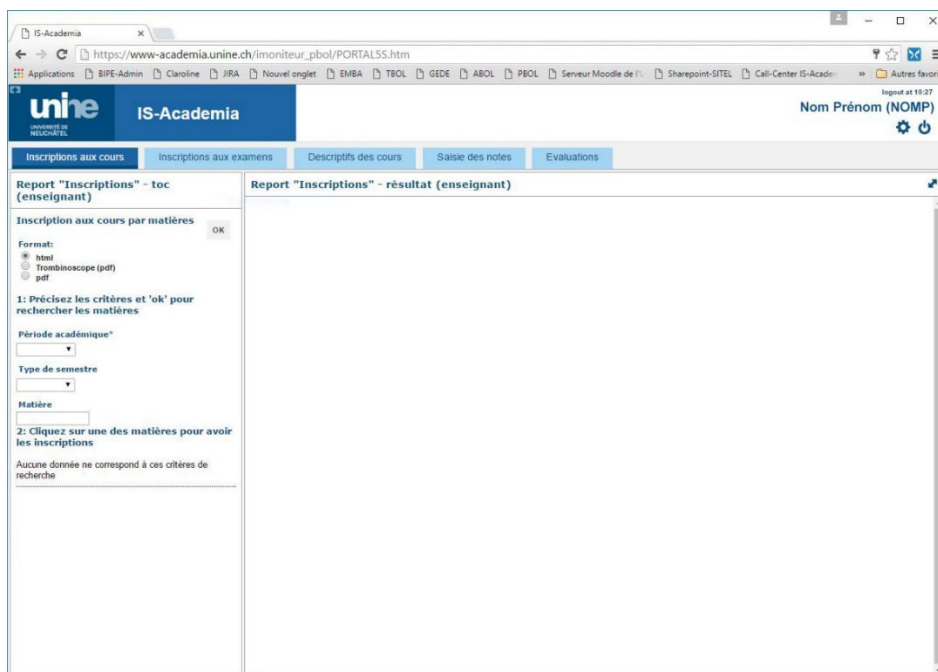 IS-Academia
https://www-academia.unine.ch/imoniteur_pbol/PORTAL5S.htm
Applications BIPE-Admin Claroline JIRA Nouvel onglet EMBA TBOL GEDE ABOL PBOL Serveur Moodle de l' Sharepoint-SITEL Call-Center IS-Acade » Autres favori
logout at 10:27
unine
UNIVERSITÉ DE
NEUCHÂTEL
IS-Academia
Nom Prénom (NOMP)
Inscriptions aux cours Inscriptions aux examens Descriptifs des cours Saisie des notes Evaluations
Report "Inscriptions" - toc
(enseignant)
Report "Inscriptions" - résultat (enseignant)
Inscription aux cours par matières
OK
Format:
html
Trombinoscope (pdf)
pdf
1: Précisez les critères et 'ok' pour
rechercher les matières
Période académique*
Type de semestre
Matière
2: Cliquez sur une des matières pour avoir
les inscriptions
Aucune donnée ne correspond à ces critères de
recherche